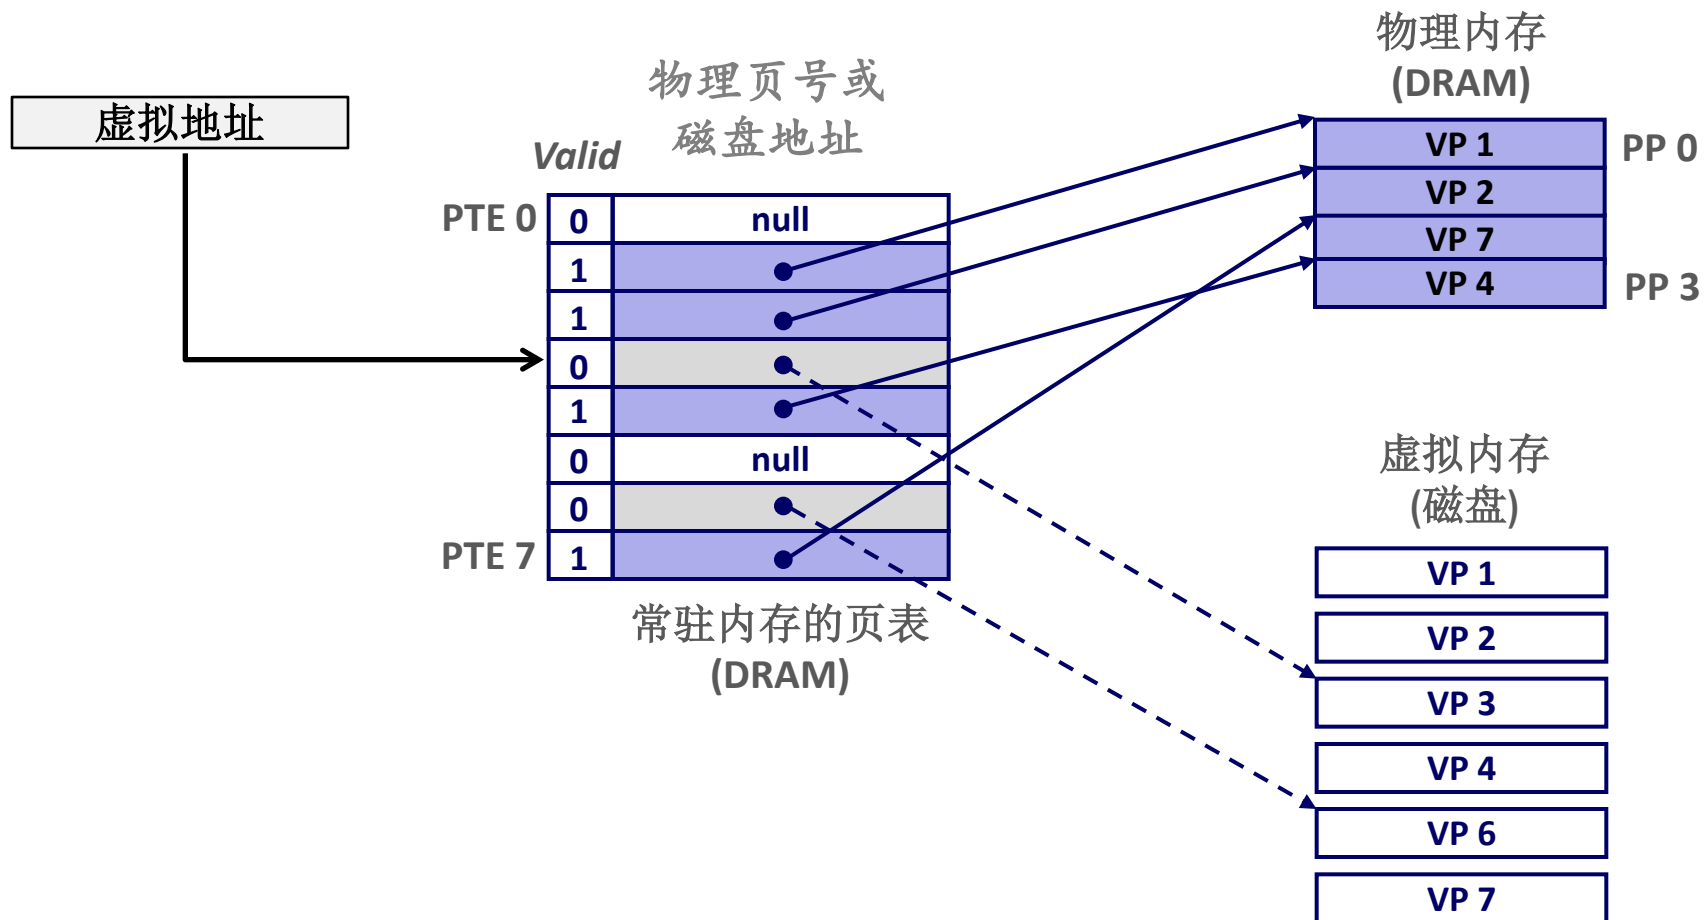 物理内存
(DRAM)
物理页号或
磁盘地址
虚拟地址
Valid
VP 1
PP 0
VP 2
VP 7
VP 4
PP 3
PTE 0
0
null
1
1
0
1
0
null
0
PTE 7
1
常驻内存的页表
(DRAM)
虚拟内存
(磁盘)
VP 1
VP 2
VP 3
VP 4
VP 6
VP 7